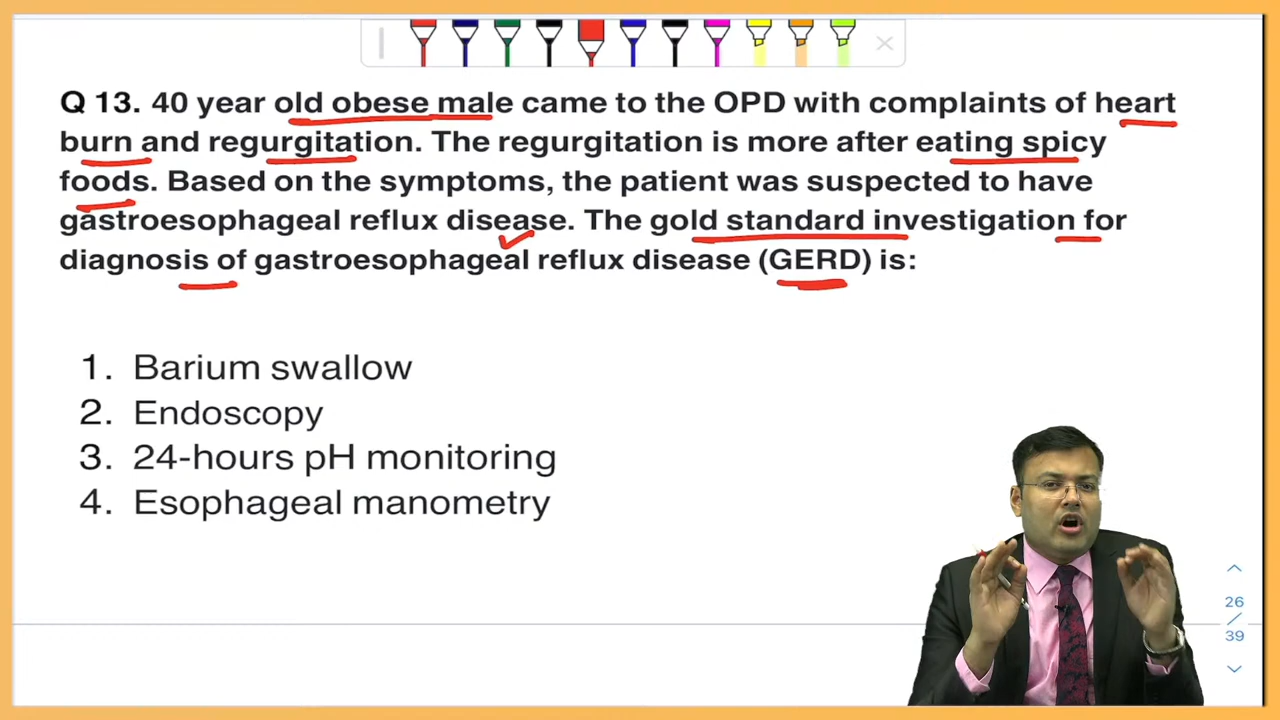 Q 13. 40 year old obese male came to the OPD with complaints of heart
burn and regurgitation. The regurgitation is more after eating spicy
foods. Based on the symptoms, the patient was suspected to have
gastroesophageal reflux disease. The gold standard investigation for
diagnosis of gastroesophageal reflux disease (GERD) is:
1. Barium swallow
2. Endoscopy
3. 24-hours pH monitoring
4. Esophageal manometry
26
/
39